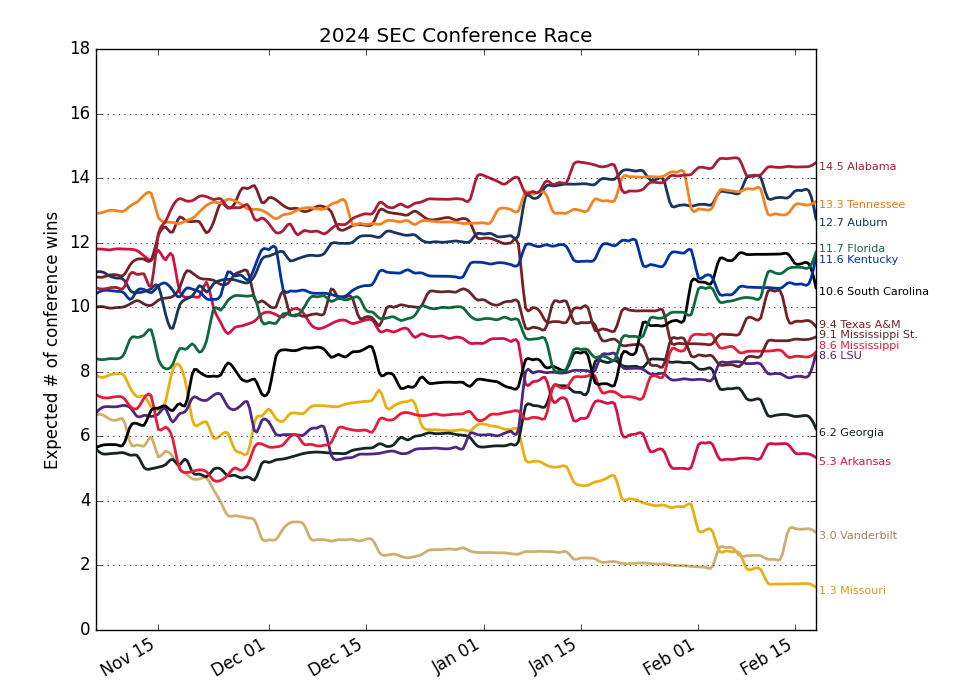 2024 SEC Conference Race
Expected # of conference wins
18
16
14
12
10
8
6
4
2
0
Nov 15
Dec 01
Dec 15
Jan 01
Jan 15
Feb 01
Feb 15
14.5 Alabama
13.3 Tennessee
12.7 Auburn
11.7 Florida
11.6 Kentucky
10.6 South Carolina
9.4 Texas A&M
9.1 Mississippi St.
8.6 Mississippi
8.6 LSU
6.2 Georgia
5.3 Arkansas
3.0 Vanderbilt
1.3 Missouri